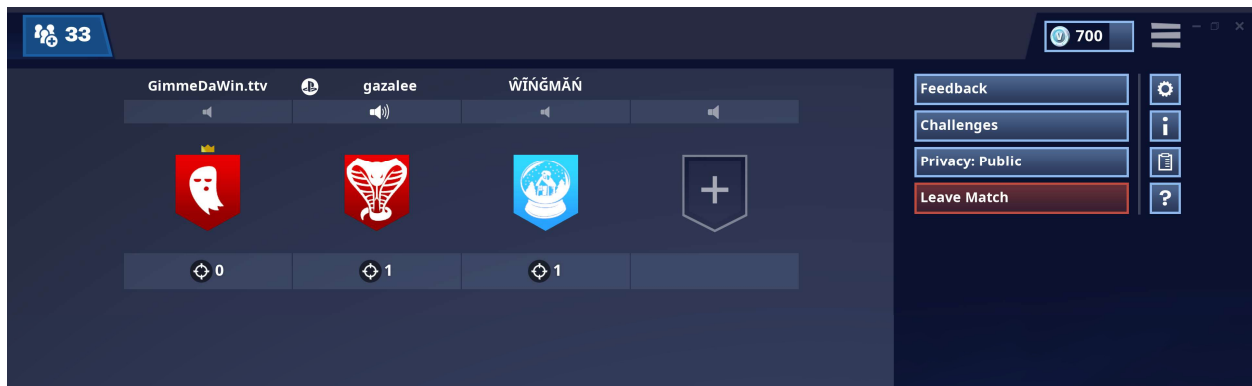 33
700
GimmeDaWin.ttv gazalee ŴĨŃĞMĂŃ
0 1 1
Feedback
Challenges
Privacy: Public
Leave Match